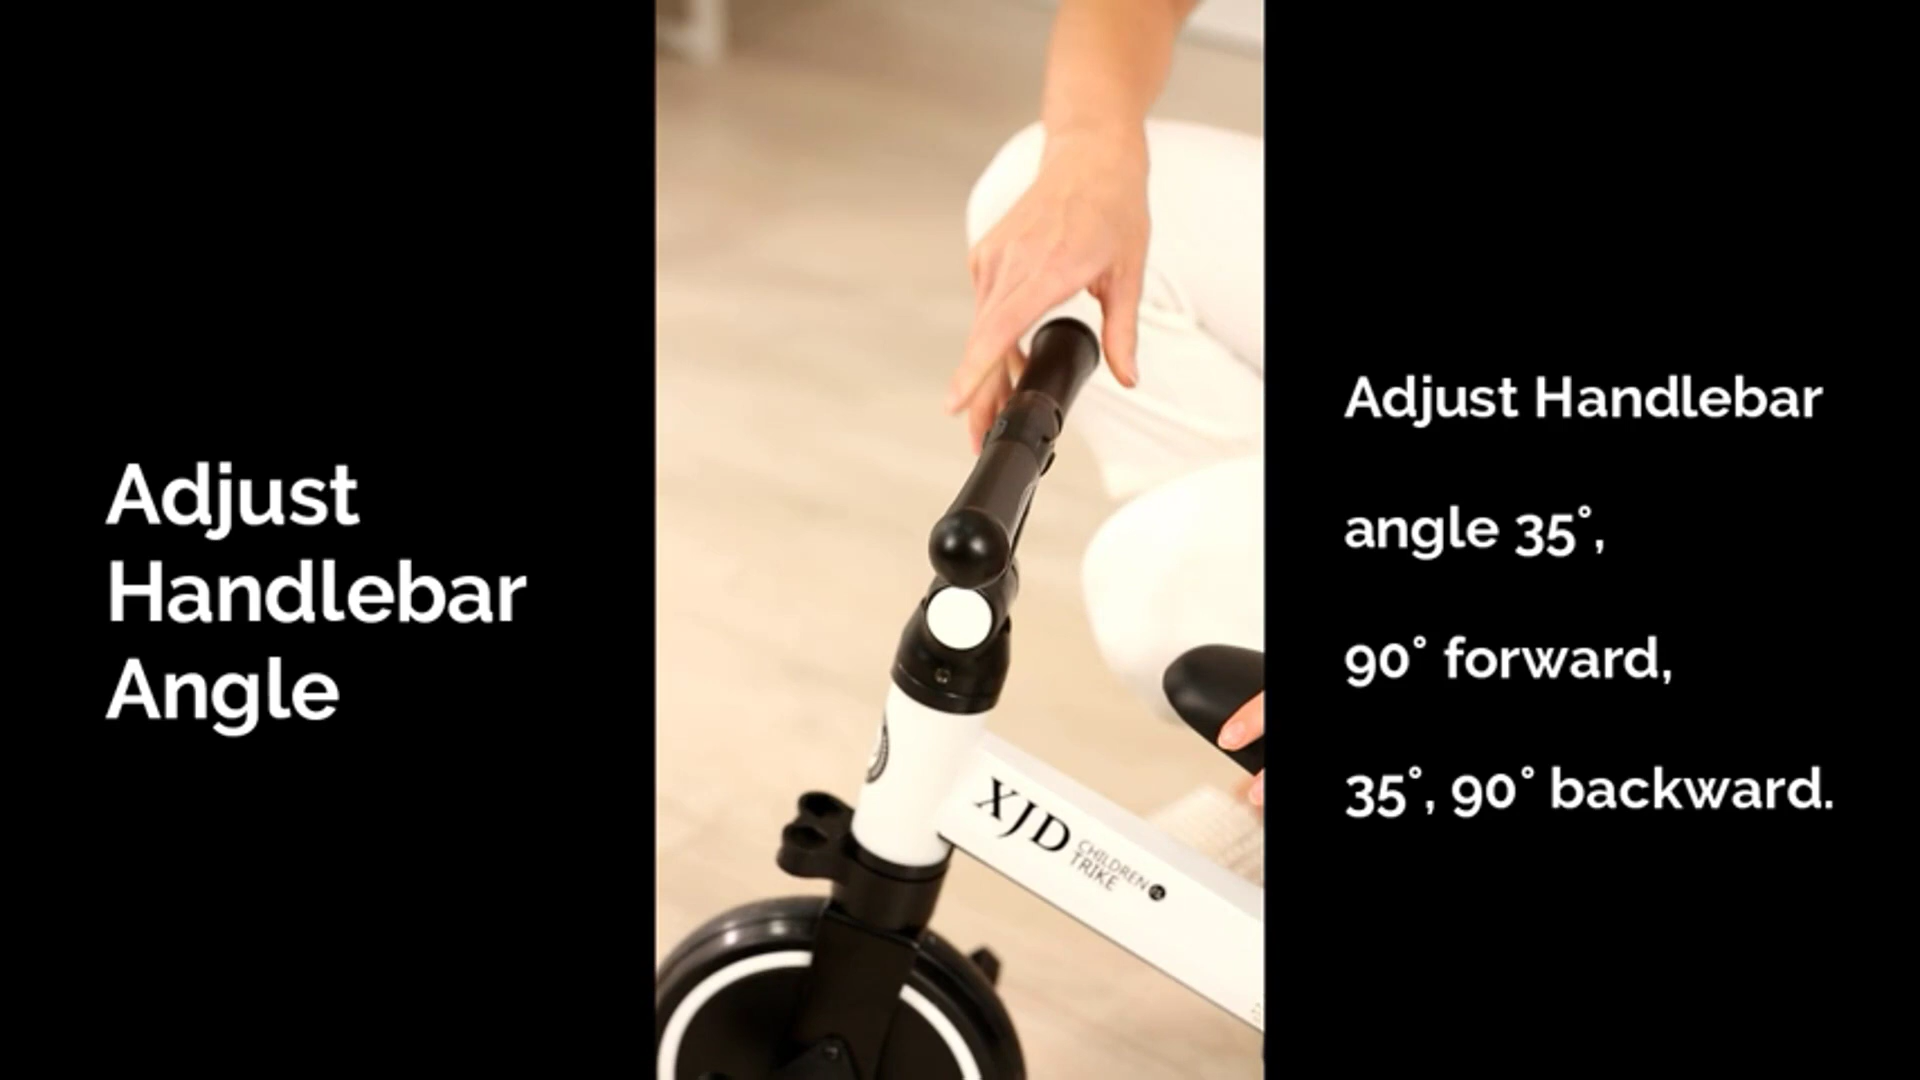 Adjust
Handlebar
Angle
XJD
CHILDREN
TRIKE
Adjust Handlebar
angle 35°,
90° forward,
35°, 90° backward.